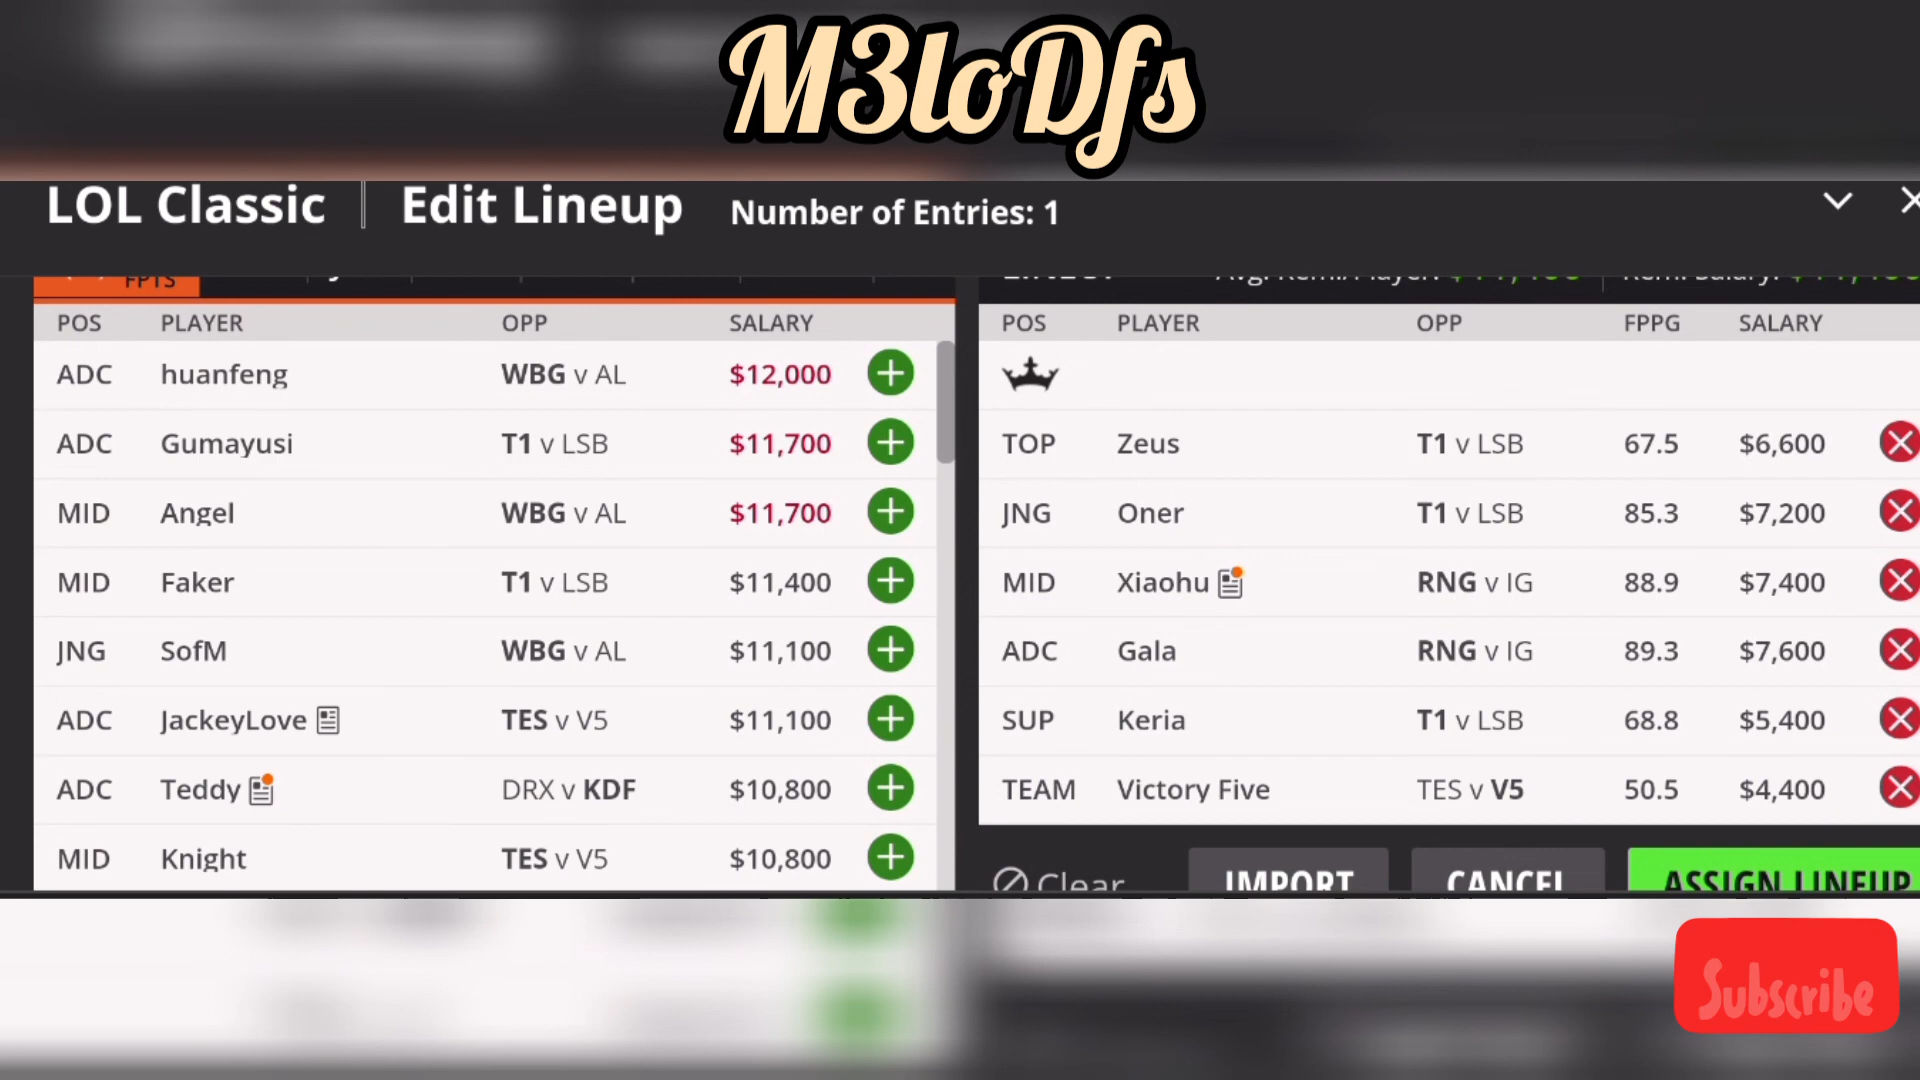 M3loDfs
LOL Classic | Edit Lineup Number of Entries: 1
FPTS
POS PLAYER OPP SALARY
ADC huanfeng WBG v AL $12,000
ADC Gumayusi T1 v LSB $11,700
MID Angel WBG v AL $11,700
MID Faker T1 v LSB $11,400
JNG SofM WBG v AL $11,100
ADC JackeyLove TES v V5 $11,100
ADC Teddy DRX v KDF $10,800
MID Knight TES v V5 $10,800
POS PLAYER OPP FPPG SALARY
TOP Zeus T1 v LSB 67.5 $6,600
JNG Oner T1 v LSB 85.3 $7,200
MID Xiaohu RNG v IG 88.9 $7,400
ADC Gala RNG v IG 89.3 $7,600
SUP Keria T1 v LSB 68.8 $5,400
TEAM Victory Five TES v V5 50.5 $4,400
Clear IMPORT CANCEL ASSIGN LINEUP
Subscribe